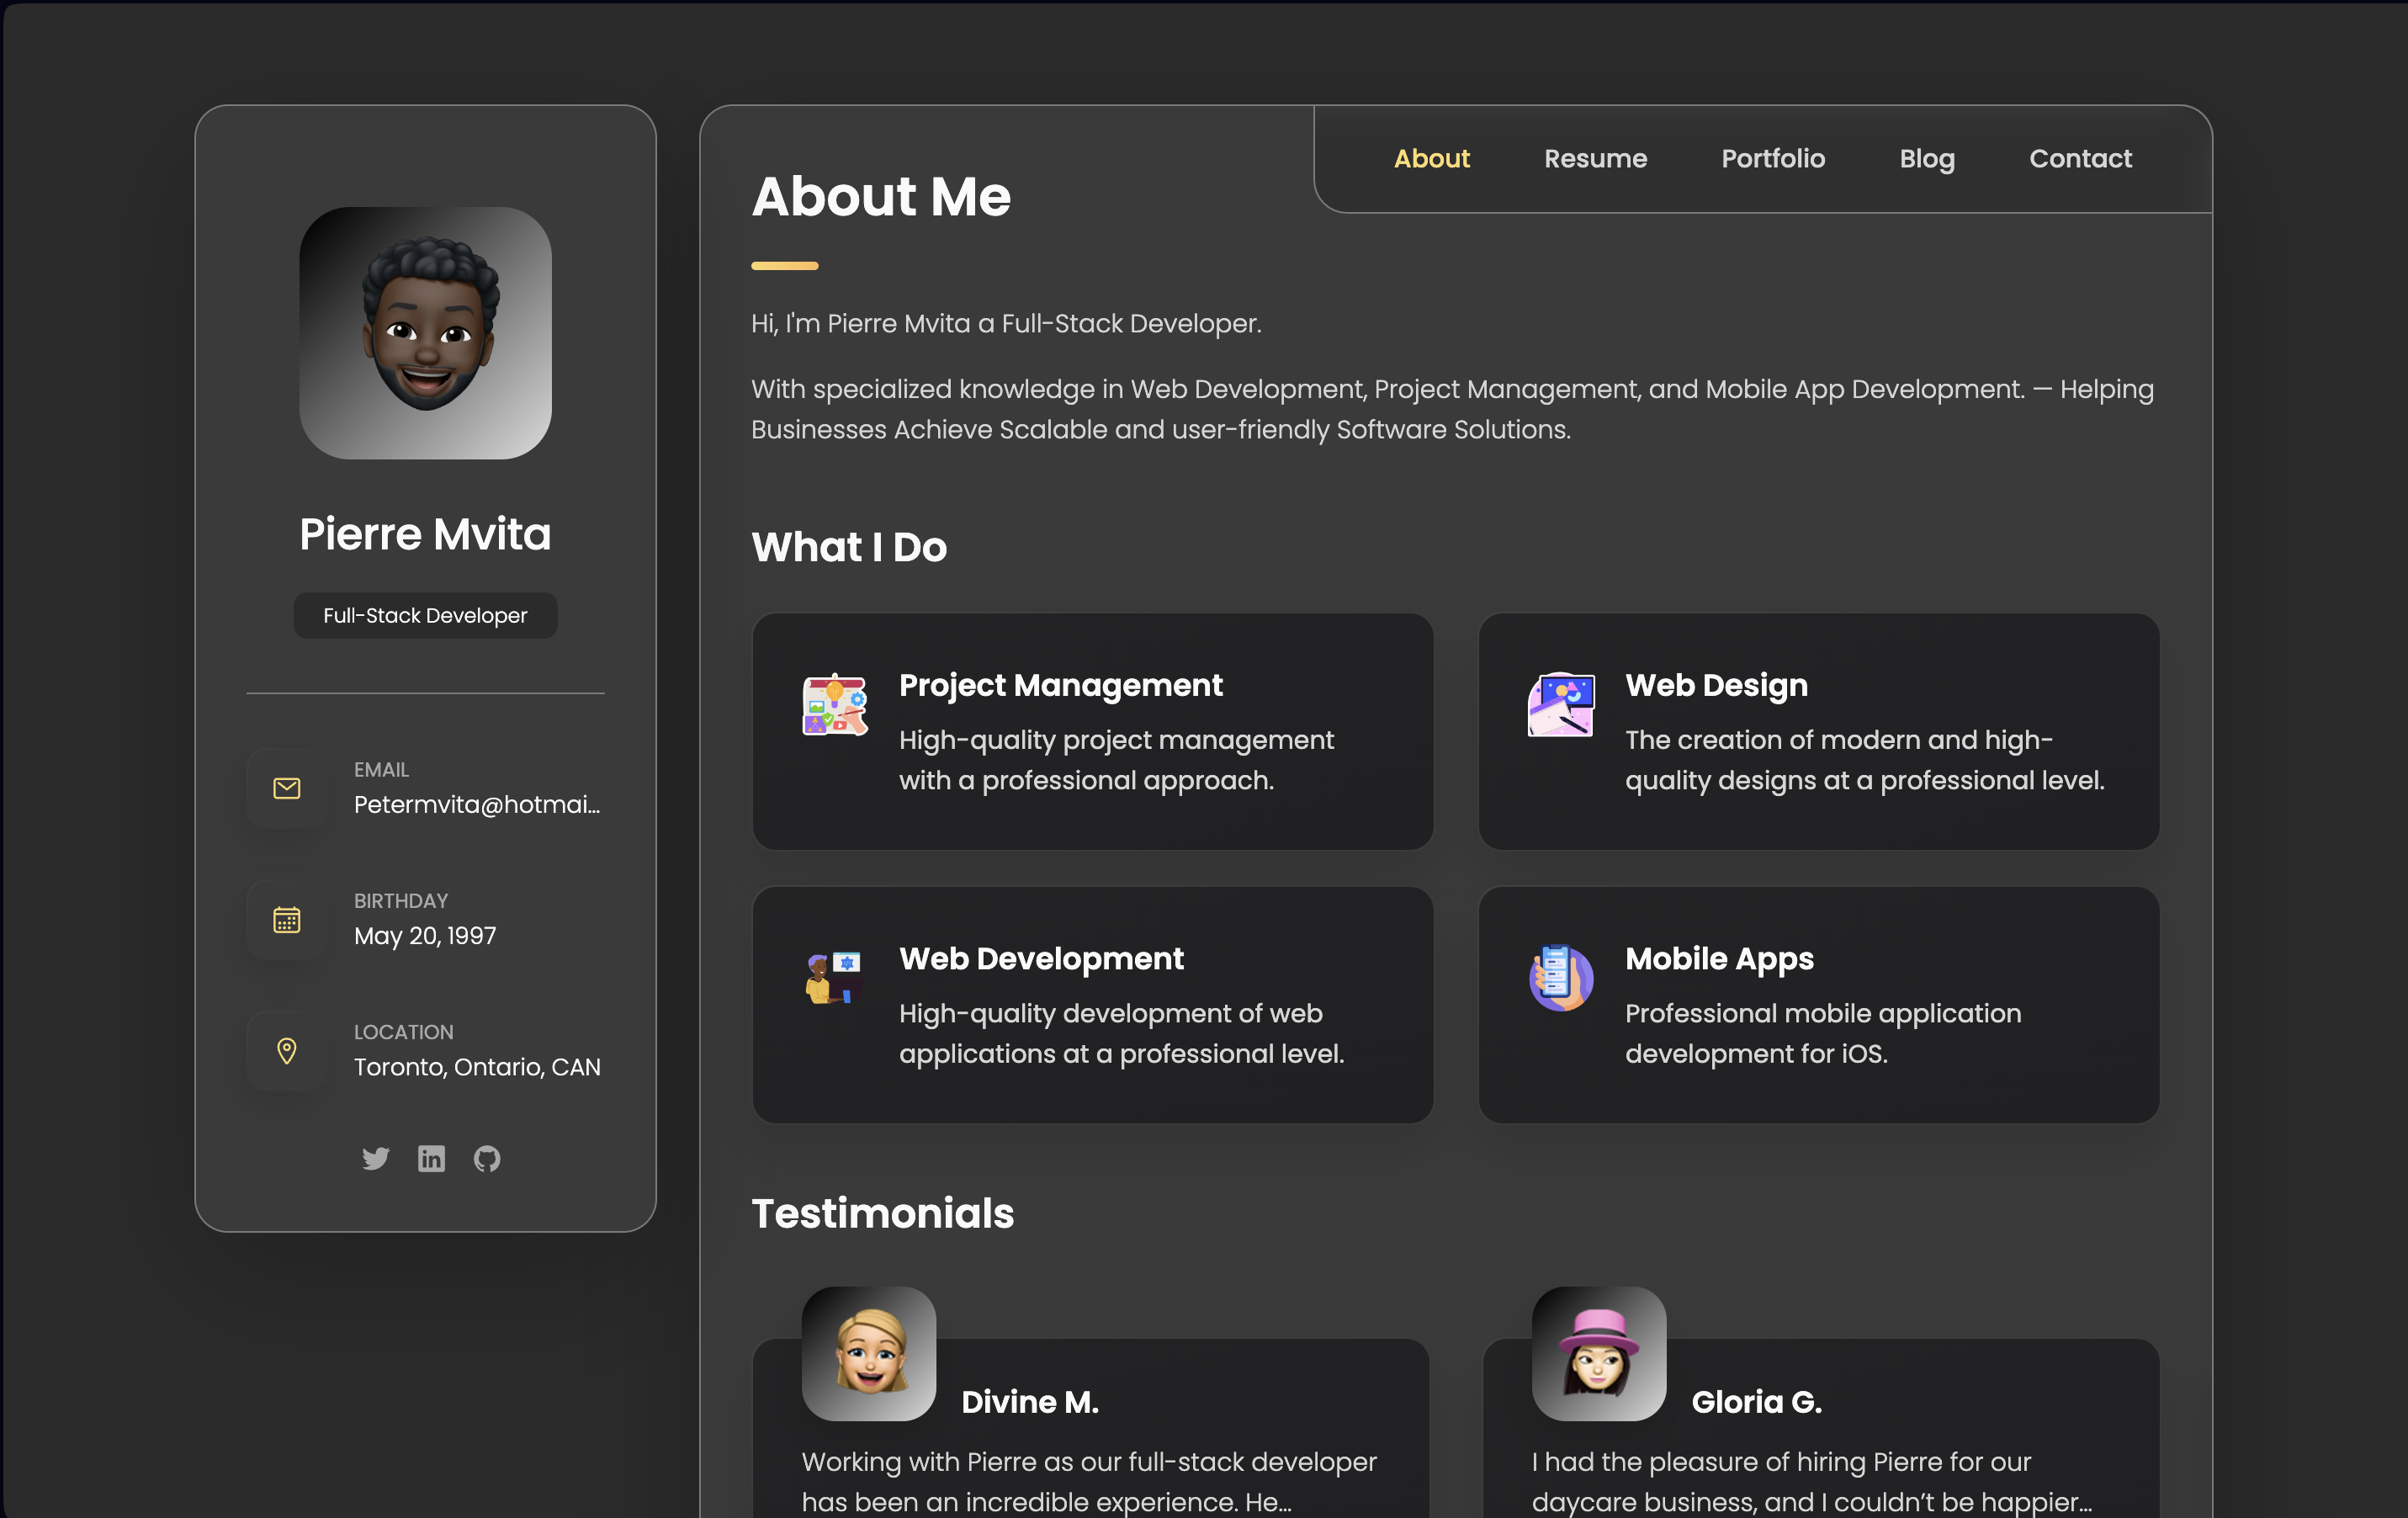 Pierre Mvita
Full-Stack Developer
EMAIL
Petermvita@hotmai...
BIRTHDAY
May 20, 1997
LOCATION
Toronto, Ontario, CAN
About
Resume
Portfolio
Blog
Contact
About Me
Hi, I'm Pierre Mvita a Full-Stack Developer.
With specialized knowledge in Web Development, Project Management, and Mobile App Development. — Helping
Businesses Achieve Scalable and user-friendly Software Solutions.
What I Do
Project Management
High-quality project management
with a professional approach.
Web Design
The creation of modern and high-
quality designs at a professional level.
Web Development
High-quality development of web
applications at a professional level.
Mobile Apps
Professional mobile application
development for iOS.
Testimonials
Divine M.
Working with Pierre as our full-stack developer
has been an incredible experience. He...
Gloria G.
I had the pleasure of hiring Pierre for our
daycare business, and I couldn’t be happier...